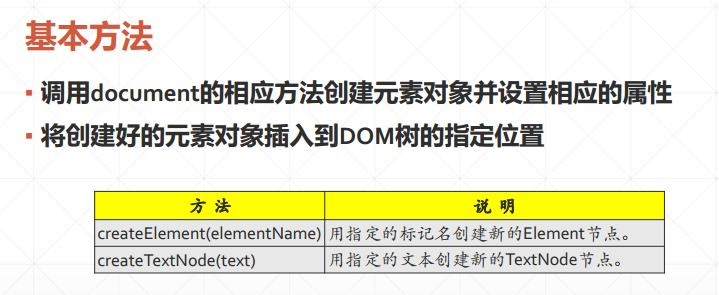 基本方法
▪ 调用document的相应方法创建元素对象并设置相应的属性
▪ 将创建好的元素对象插入到DOM树的指定位置
方 法 说 明
createElement(elementName) 用指定的标记名创建新的Element节点。
createTextNode(text) 用指定的文本创建新的TextNode节点。